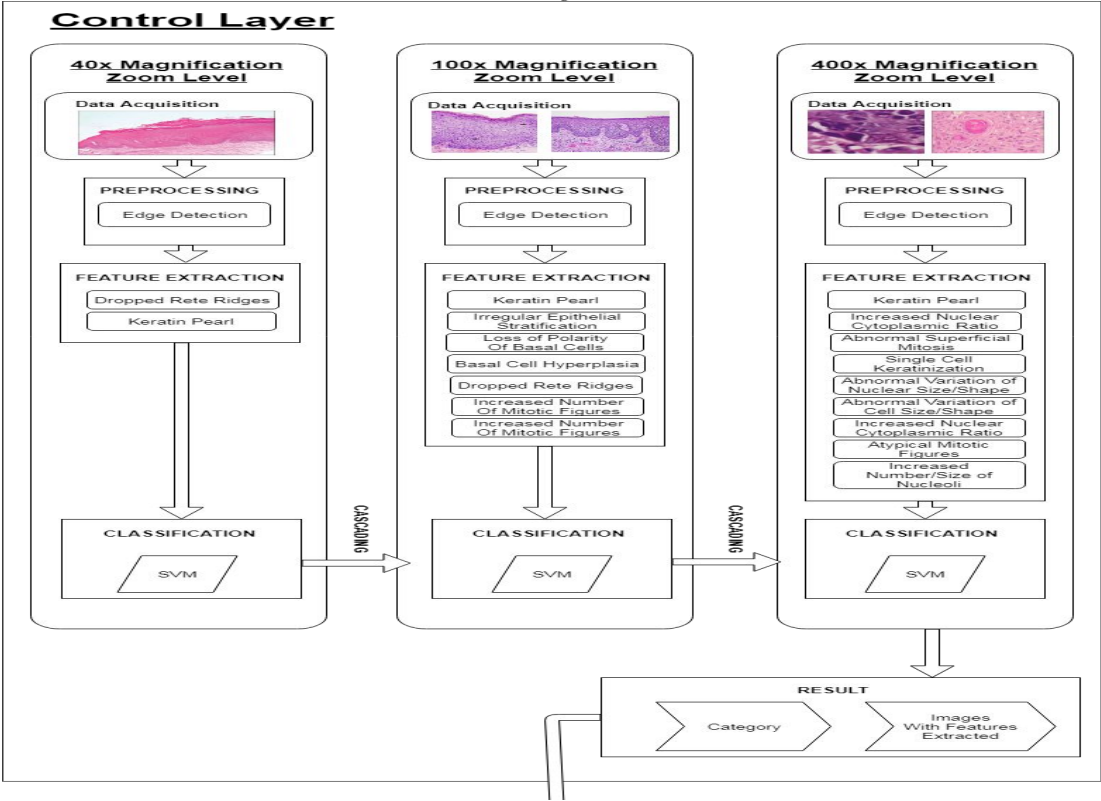 Control Layer
40x Magnification
Zoom Level
Data Acquisition
PREPROCESSING
Edge Detection
FEATURE EXTRACTION
Dropped Rete Ridges
Keratin Pearl
CLASSIFICATION
SVM
CASCADING
100x Magnification
Zoom Level
Data Acquisition
PREPROCESSING
Edge Detection
FEATURE EXTRACTION
Keratin Pearl
Irregular Epithelial
Stratification
Loss of Polarity
Of Basal Cells
Basal Cell Hyperplasia
Dropped Rete Ridges
Increased Number
Of Mitotic Figures
Increased Number
Of Mitotic Figures
CLASSIFICATION
SVM
CASCADING
400x Magnification
Zoom Level
Data Acquisition
PREPROCESSING
Edge Detection
FEATURE EXTRACTION
Keratin Pearl
Increased Nuclear
Cytoplasmic Ratio
Abnormal Superficial
Mitosis
Single Cell
Keratinization
Abnormal Variation of
Nuclear Size/Shape
Abnormal Variation of
Cell Size/Shape
Increased Nuclear
Cytoplasmic Ratio
Atypical Mitotic
Figures
Increased
Number/Size of
Nucleoli
CLASSIFICATION
SVM
RESULT
Category
Images
With Features
Extracted